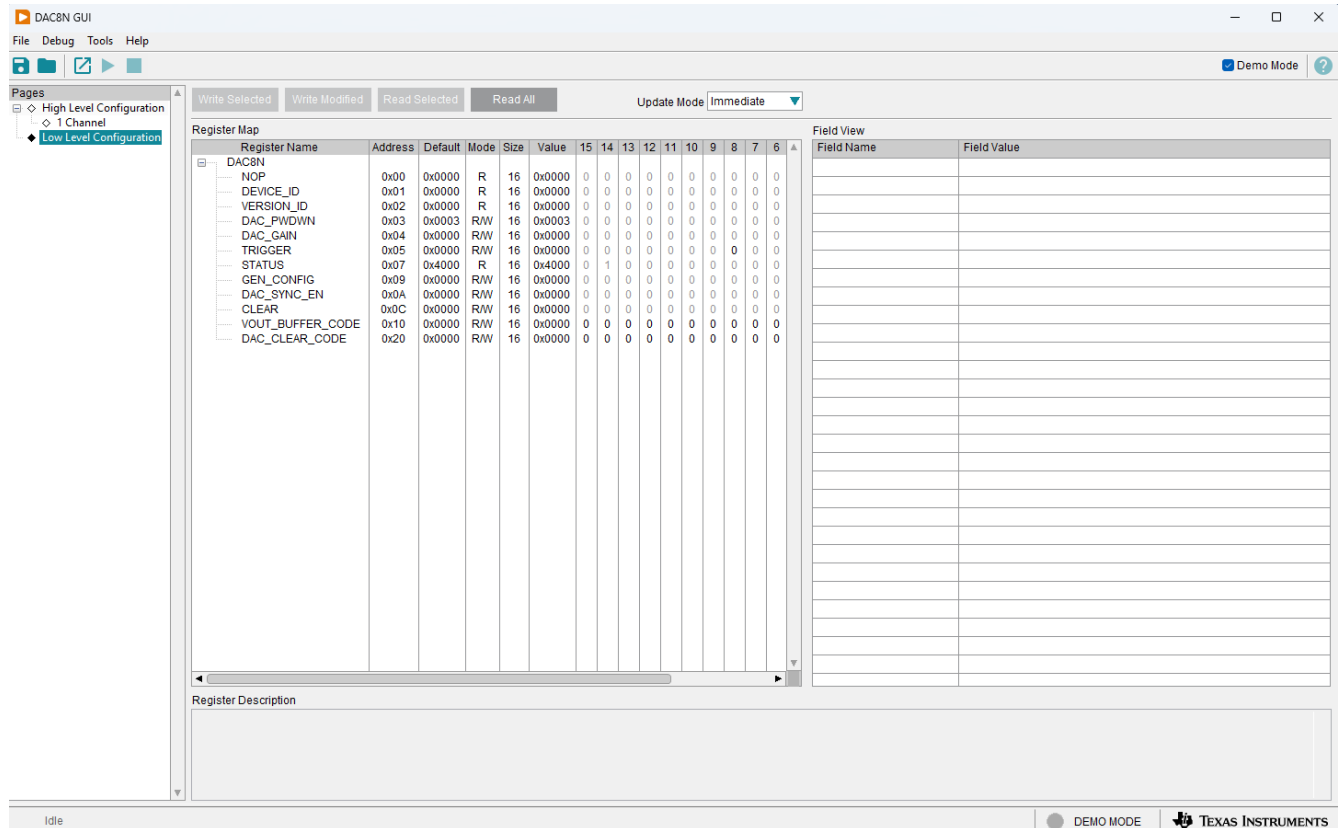 DAC8N GUI
File Debug Tools Help
Demo Mode
Pages
High Level Configuration
1 Channel
Low Level Configuration
Write Selected Write Modified Read Selected Read All Update Mode Immediate
Register Map
Register Name Address Default Mode Size Value 15 14 13 12 11 10 9 8 7 6
DAC8N
NOP 0x00 0x0000 R 16 0x0000 0 0 0 0 0 0 0 0 0 0
DEVICE_ID 0x01 0x0000 R 16 0x0000 0 0 0 0 0 0 0 0 0 0
VERSION_ID 0x02 0x0000 R 16 0x0000 0 0 0 0 0 0 0 0 0 0
DAC_PWDWN 0x03 0x0003 R/W 16 0x0003 0 0 0 0 0 0 0 0 0 0
DAC_GAIN 0x04 0x0000 R/W 16 0x0000 0 0 0 0 0 0 0 0 0 0
TRIGGER 0x05 0x0000 R/W 16 0x0000 0 0 0 0 0 0 0 0 0 0
STATUS 0x07 0x4000 R 16 0x4000 0 1 0 0 0 0 0 0 0 0
GEN_CONFIG 0x09 0x0000 R/W 16 0x0000 0 0 0 0 0 0 0 0 0 0
DAC_SYNC_EN 0x0A 0x0000 R/W 16 0x0000 0 0 0 0 0 0 0 0 0 0
CLEAR 0x0C 0x0000 R/W 16 0x0000 0 0 0 0 0 0 0 0 0 0
VOUT_BUFFER_CODE 0x10 0x0000 R/W 16 0x0000 0 0 0 0 0 0 0 0 0 0
DAC_CLEAR_CODE 0x20 0x0000 R/W 16 0x0000 0 0 0 0 0 0 0 0 0 0
Field View
Field Name Field Value
Register Description
Idle
DEMO MODE
TEXAS INSTRUMENTS